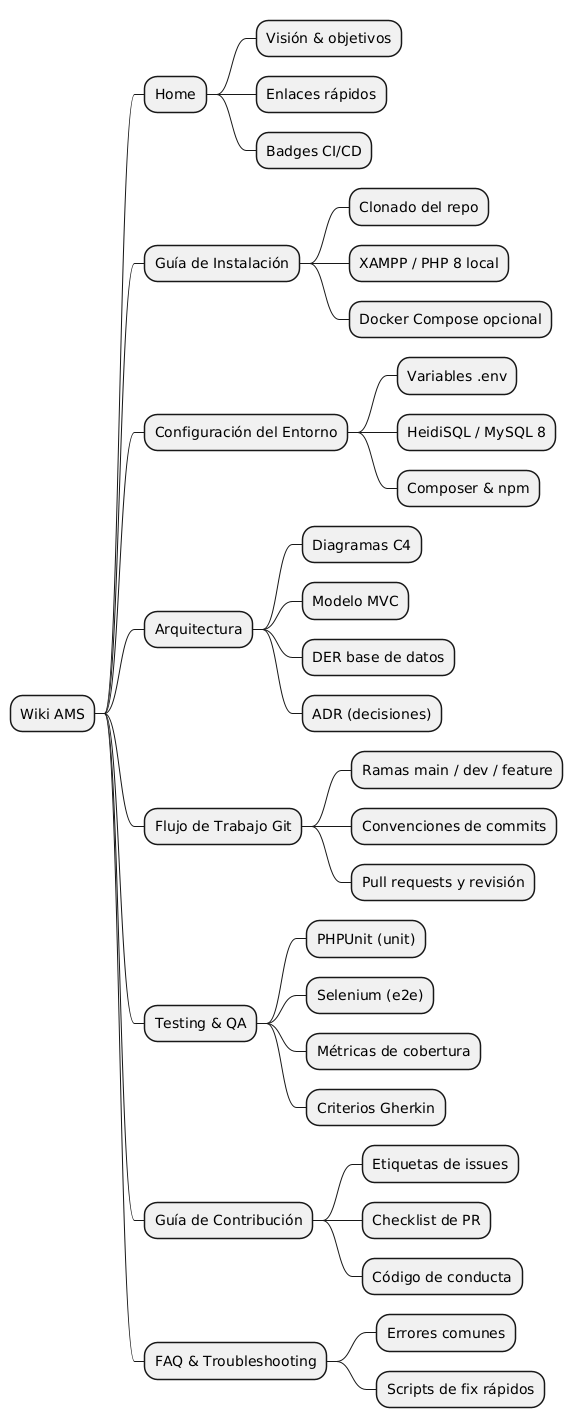 Wiki AMS
Home
Visión & objetivos
Enlaces rápidos
Badges CI/CD
Guía de Instalación
Clonado del repo
XAMPP / PHP 8 local
Docker Compose opcional
Configuración del Entorno
Variables .env
HeidiSQL / MySQL 8
Composer & npm
Arquitectura
Diagramas C4
Modelo MVC
DER base de datos
ADR (decisiones)
Flujo de Trabajo Git
Ramas main / dev / feature
Convenciones de commits
Pull requests y revisión
Testing & QA
PHPUnit (unit)
Selenium (e2e)
Métricas de cobertura
Criterios Gherkin
Guía de Contribución
Etiquetas de issues
Checklist de PR
Código de conducta
FAQ & Troubleshooting
Errores comunes
Scripts de fix rápidos